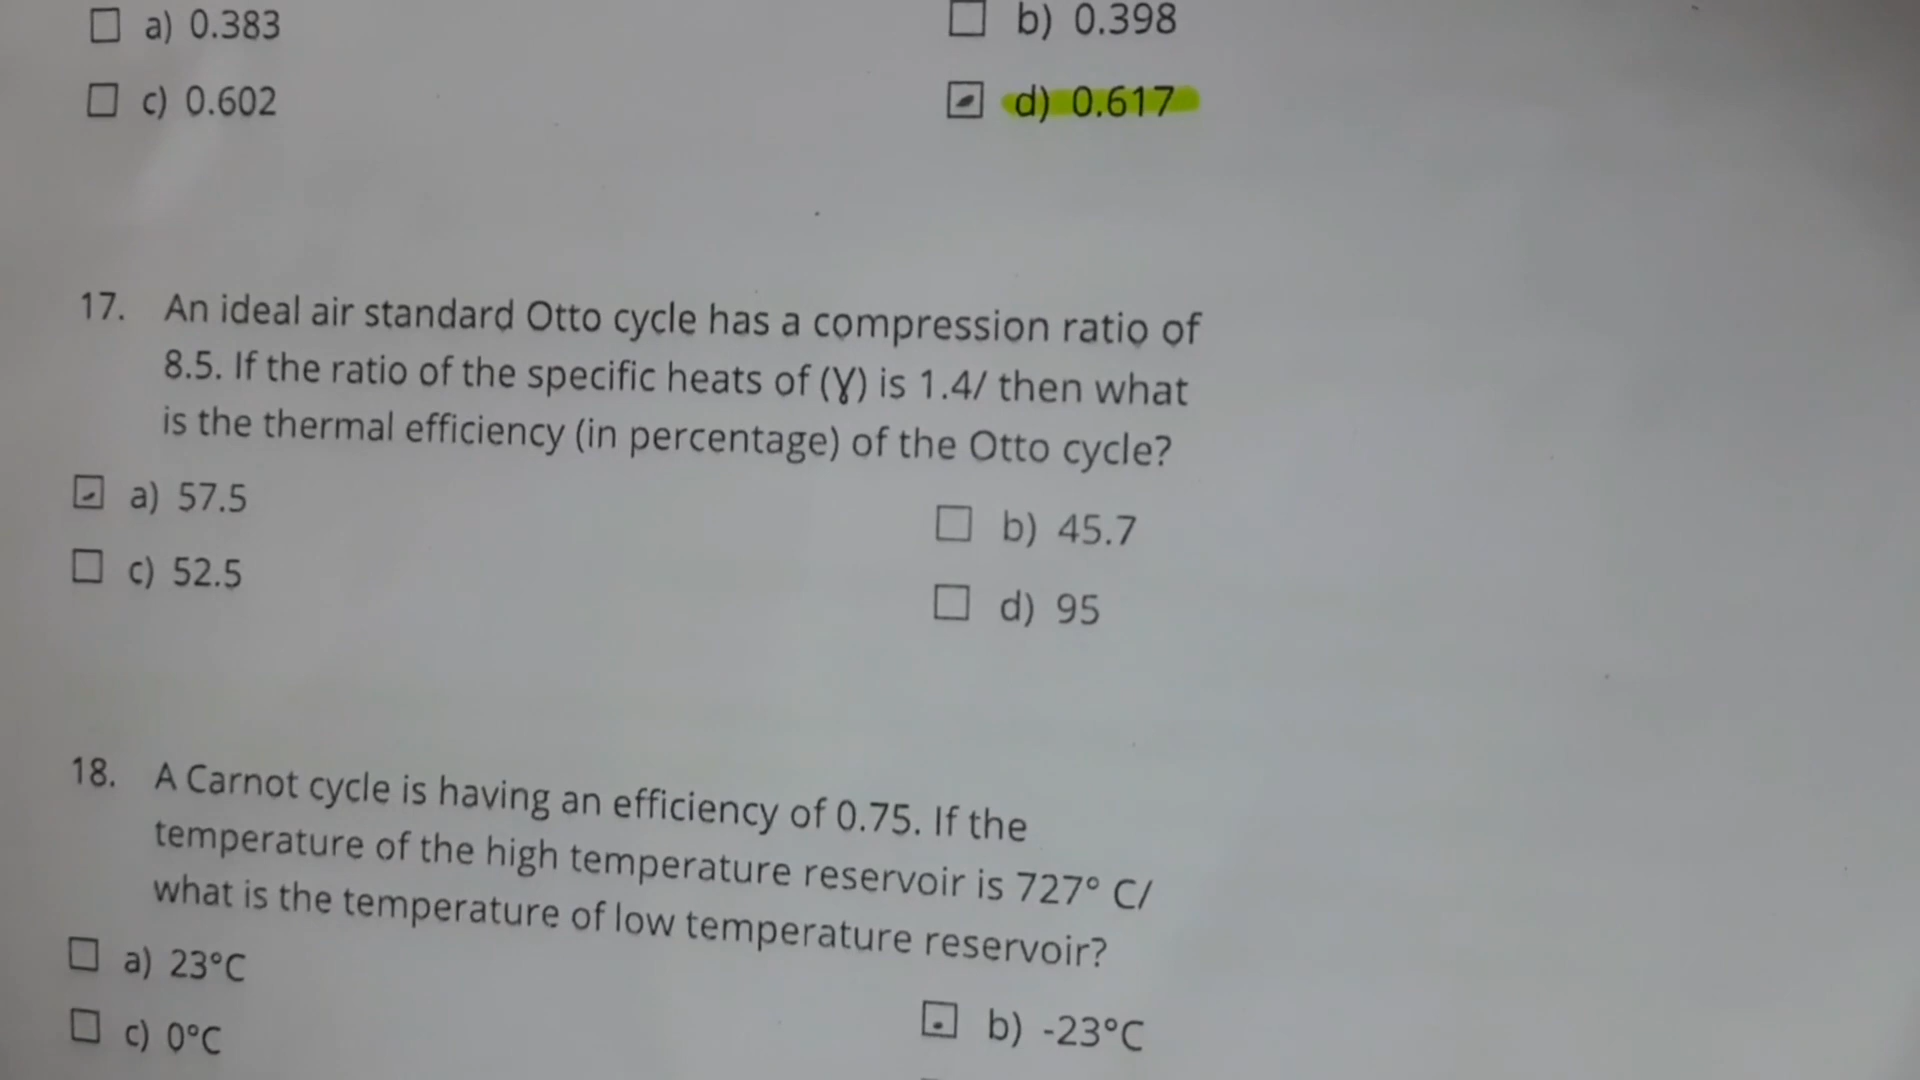 a) 0.383
b) 0.398
c) 0.602
d) 0.617
17. An ideal air standard Otto cycle has a compression ratio of
8.5. If the ratio of the specific heats of (Ɣ) is 1.4/ then what
is the thermal efficiency (in percentage) of the Otto cycle?
a) 57.5
b) 45.7
c) 52.5
d) 95
18. A Carnot cycle is having an efficiency of 0.75. If the
temperature of the high temperature reservoir is 727° C/
what is the temperature of low temperature reservoir?
a) 23°C
b) -23°C
c) 0°C